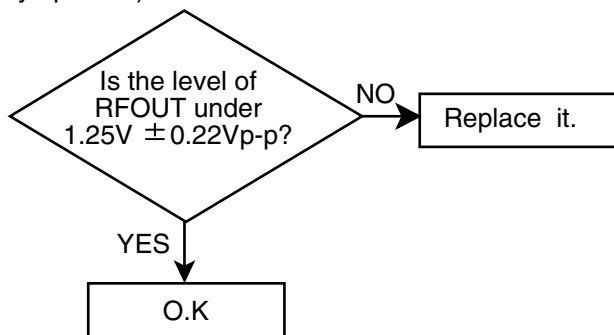 Is the level of
RFOUT under
1.25V ±0.22Vp-p?
NO
Replace it.
YES
O.K